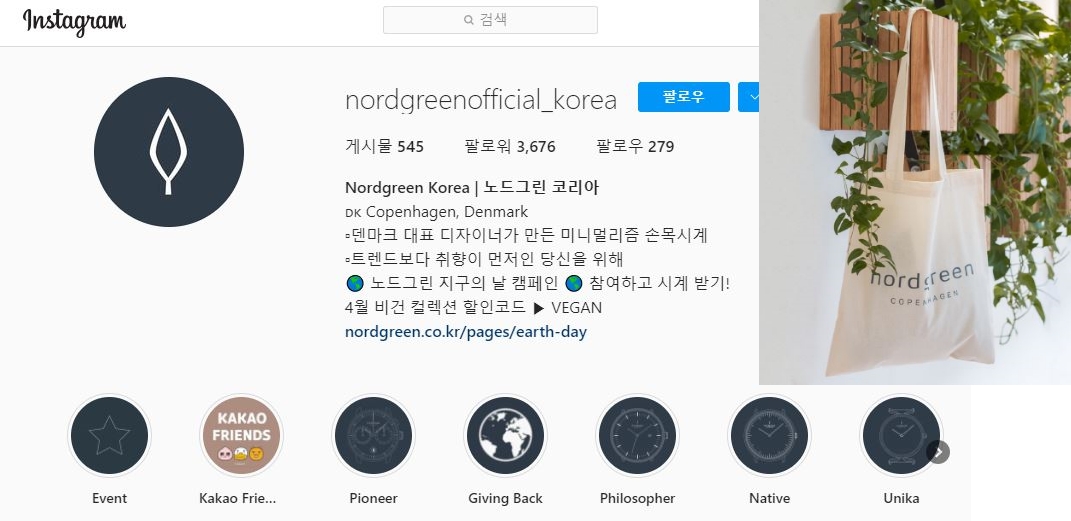 Instagram
검색
nordgreenofficial_korea
팔로우
게시물 545 팔로워 3,676 팔로우 279
Nordgreen Korea | 노드그린 코리아
DK Copenhagen, Denmark
▫덴마크 대표 디자이너가 만든 미니멀리즘 손목시계
▫트렌드보다 취향이 먼저인 당신을 위해
🌎 노드그린 지구의 날 캠페인 🌎 참여하고 시계 받기!
4월 비건 컬렉션 할인코드 ▶ VEGAN
nordgreen.co.kr/pages/earth-day
nordgreen
COPENHAGEN
KAKAO
FRIENDS
Event
Kakao Frie...
Pioneer
Giving Back
Philosopher
Native
Unika